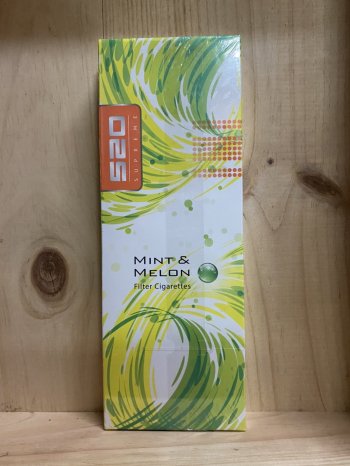 520
SUPREME
MINT &
MELON
Filter Cigarettes